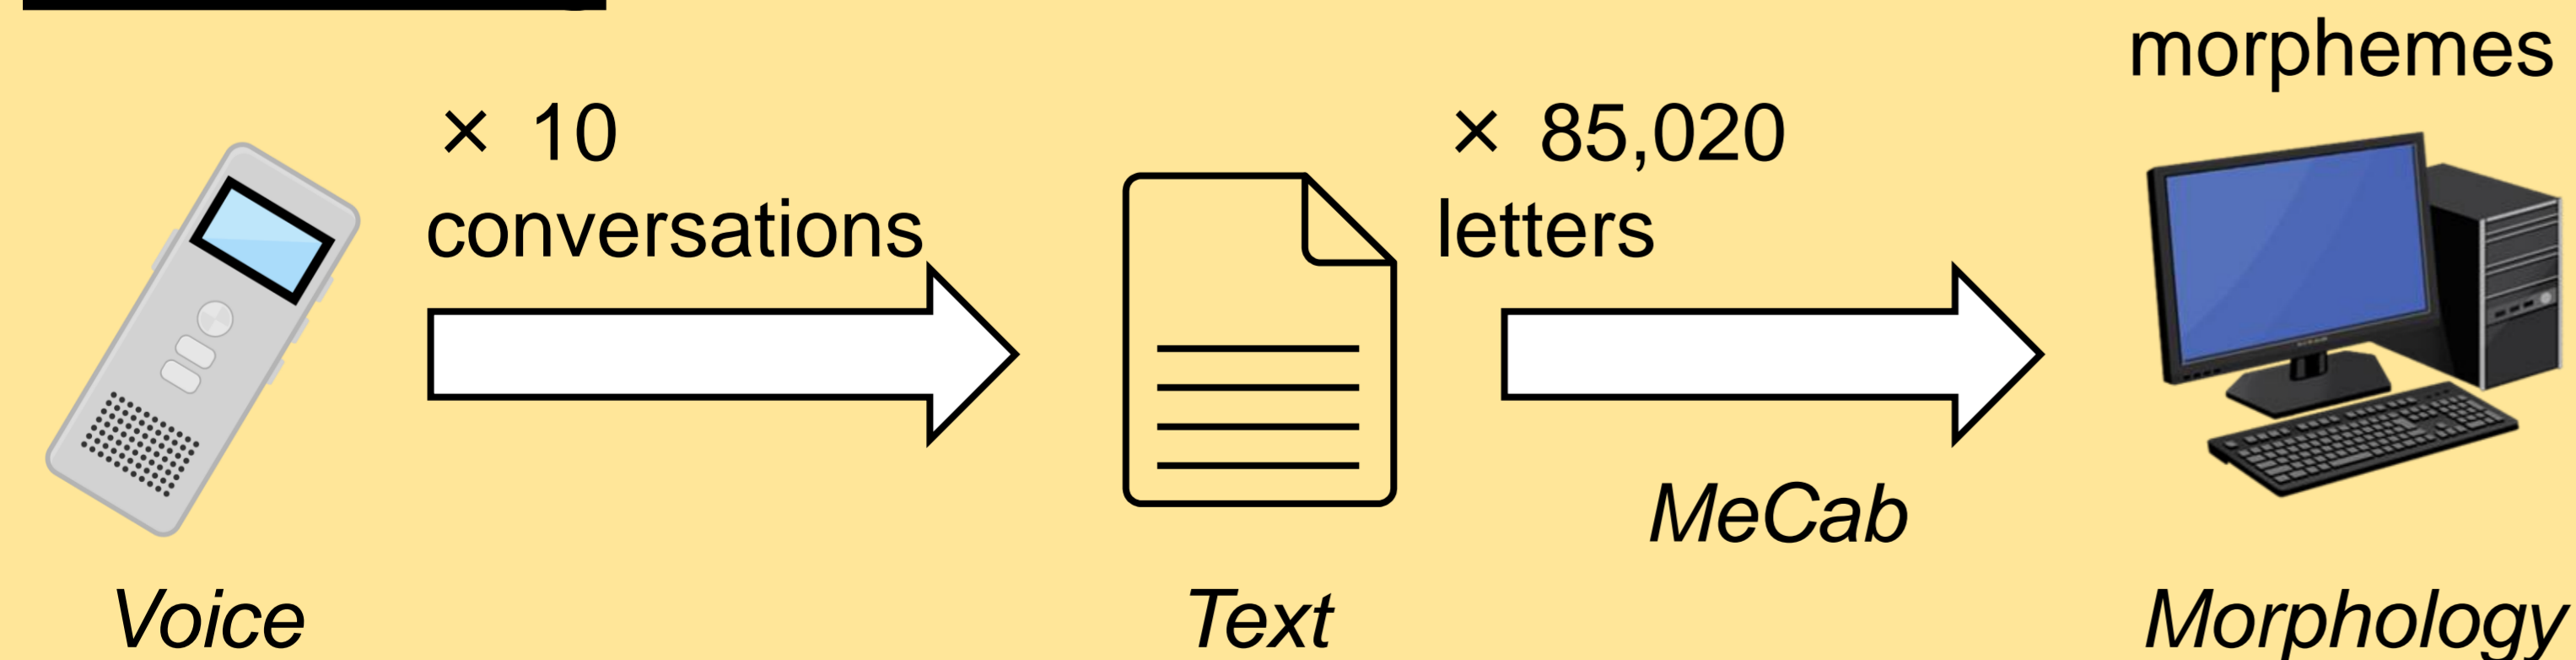 morphemes
× 10
conversations
× 85,020
letters
MeCab
Voice
Text
Morphology